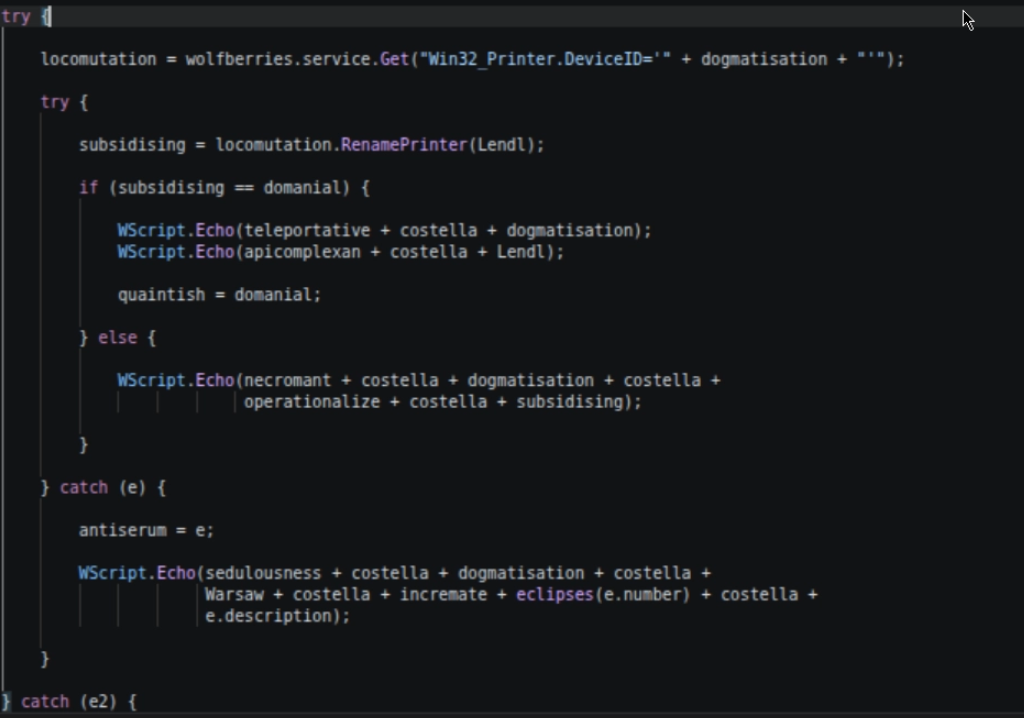 try {
locomutation = wolfberries.service.Get("Win32_Printer.DeviceID='" + dogmatisation + "'");
try {
subsidising = locomutation.RenamePrinter(Lendl);
if (subsidising == domanial) {
WScript.Echo(teleportative + costella + dogmatisation);
WScript.Echo(apicomplexan + costella + Lendl);
quaintish = domanial;
} else {
WScript.Echo(necromant + costella + dogmatisation + costella +
operationalize + costella + subsidising);
}
} catch (e) {
antiserum = e;
WScript.Echo(sedulousness + costella + dogmatisation + costella +
Warsaw + costella + incremate + eclipses(e.number) + costella +
e.description);
}
} catch (e2) {